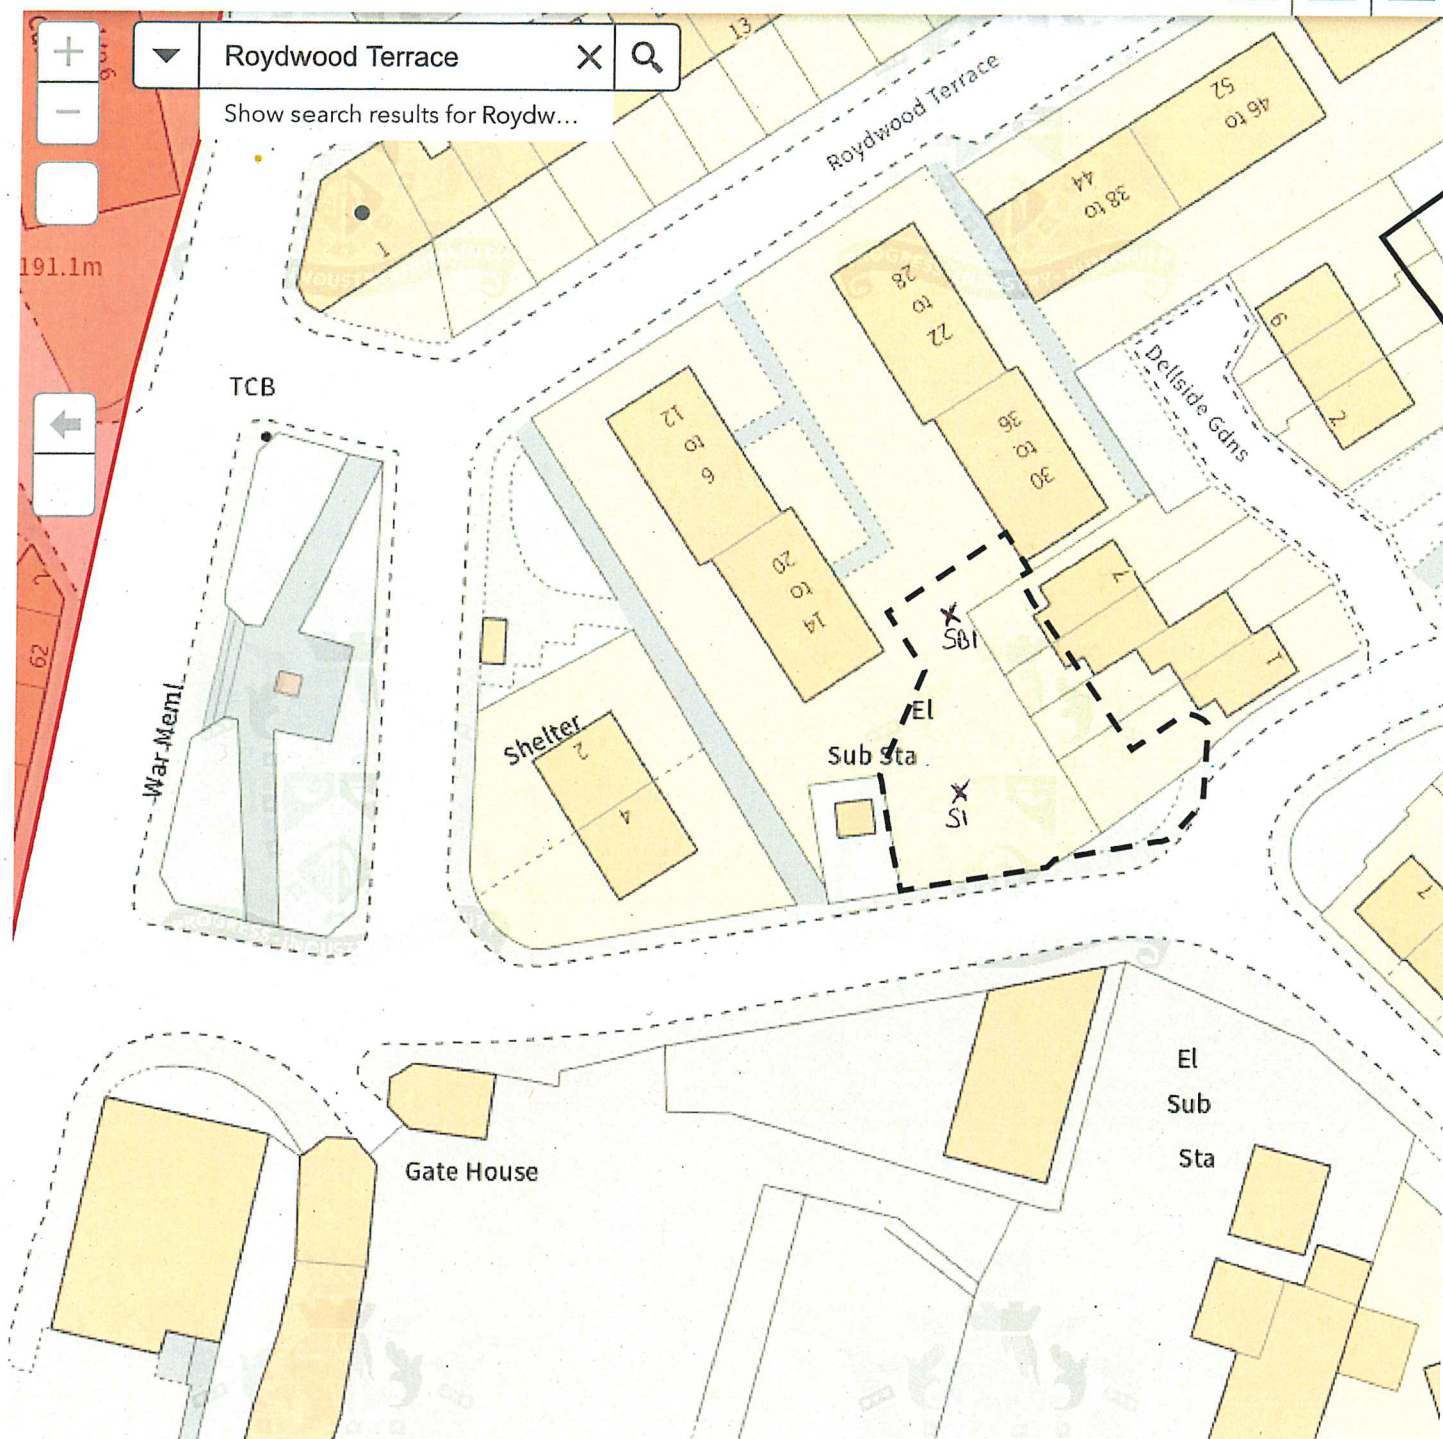 +
−
Roydwood Terrace
Show search results for Roydw...
13
1
Roydwood Terrace
46 to
52
38 to
44
191.1m
28
to
22
6
2
Dellside Gdns
TCB
12
to
6
36
to
30
20
to
14
7
1
2
62
SB1
El
Sub Sta
S1
War Meml
Shelter
2
4
7
El
Sub
Sta
Gate House